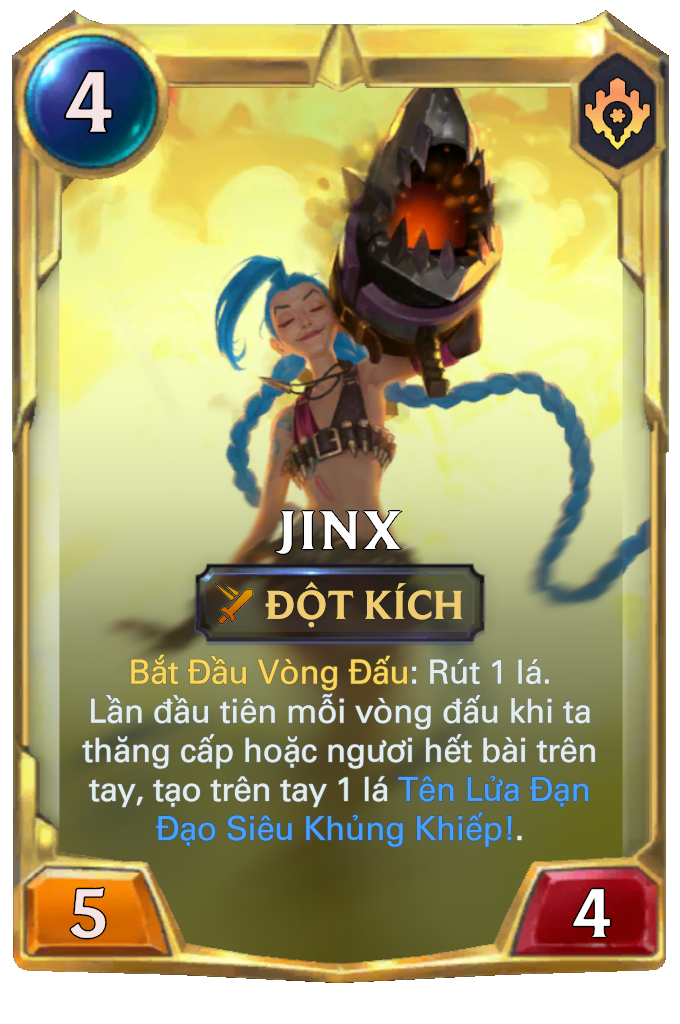 4
JINX
ĐỘT KÍCH
Bắt Đầu Vòng Đấu: Rút 1 lá.
Lần đầu tiên mỗi vòng đấu khi ta
thăng cấp hoặc ngươi hết bài trên
tay, tạo trên tay 1 lá Tên Lửa Đạn
Đạo Siêu Khủng Khiếp!.
5
4